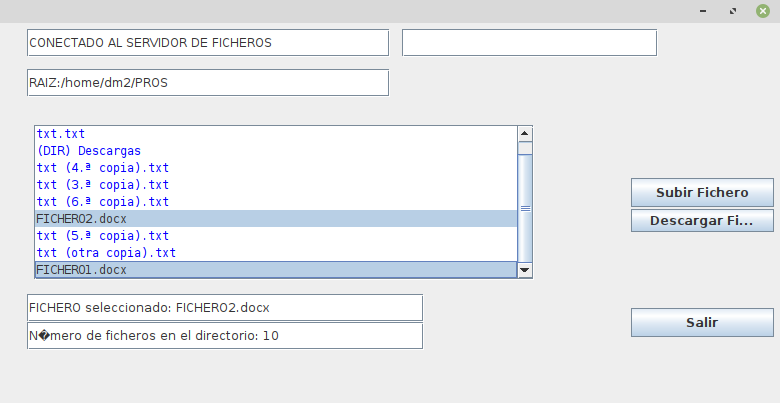 CONECTADO AL SERVIDOR DE FICHEROS
RAIZ:/home/dm2/PROS
txt.txt
(DIR) Descargas
txt (4.ª copia).txt
txt (3.ª copia).txt
txt (6.ª copia).txt
FICHERO2.docx
txt (5.ª copia).txt
txt (otra copia).txt
FICHERO1.docx
Subir Fichero
Descargar Fi...
FICHERO seleccionado: FICHERO2.docx
N�mero de ficheros en el directorio: 10
Salir